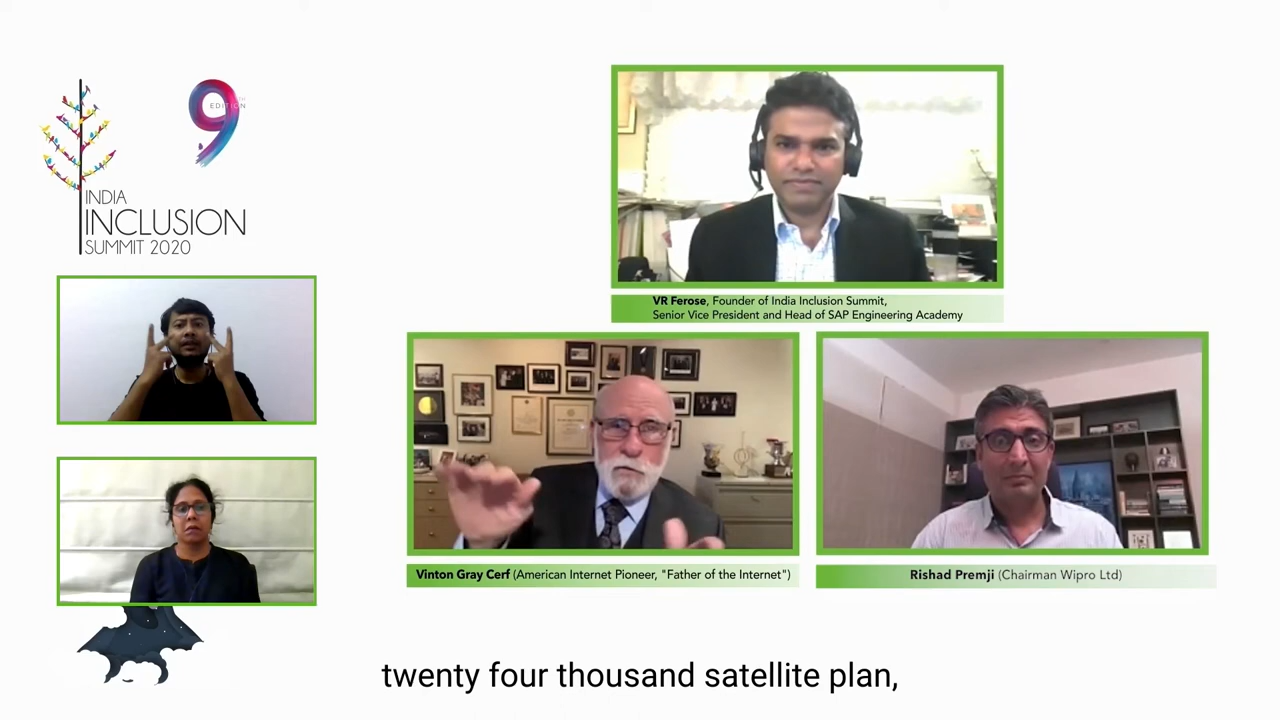 9
EDITION
INDIA
INCLUSION
SUMMIT 2020
VR Ferose, Founder of India Inclusion Summit,
Senior Vice President and Head of SAP Engineering Academy
Vinton Gray Cerf (American Internet Pioneer, "Father of the Internet")
Rishad Premji (Chairman Wipro Ltd)
twenty four thousand satellite plan,